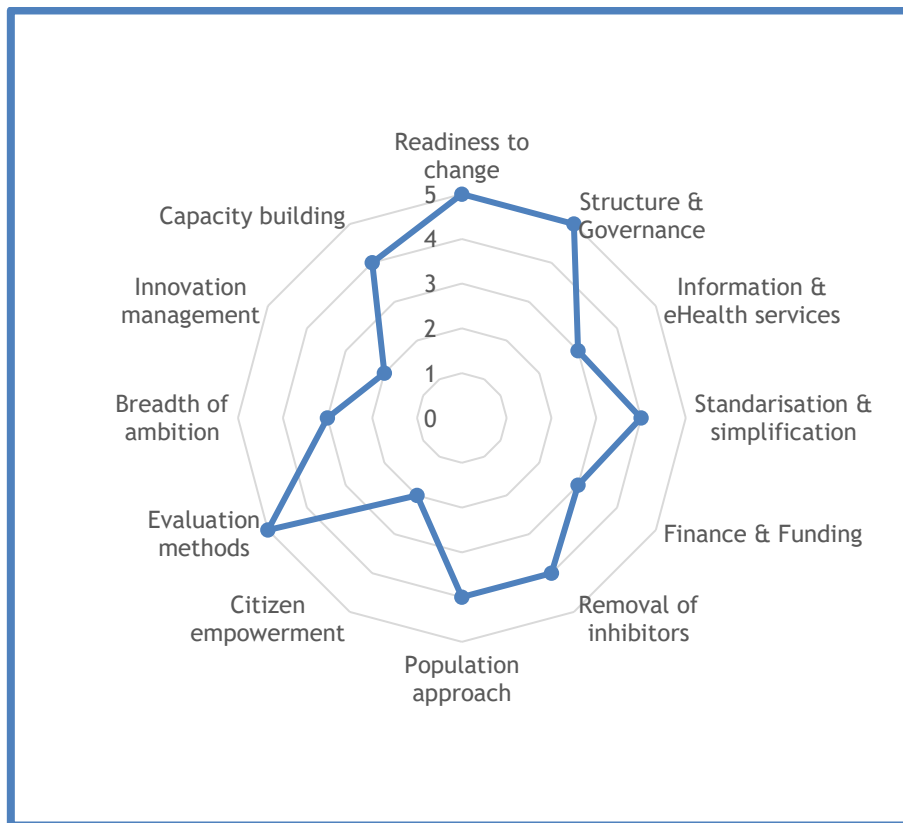 Readiness to
change
Structure &
Governance
Information &
eHealth services
Standarisation &
simplification
Finance & Funding
Removal of
inhibitors
Population
approach
Citizen
empowerment
Evaluation
methods
Breadth of
ambition
Innovation
management
Capacity building
5
4
3
2
1
0